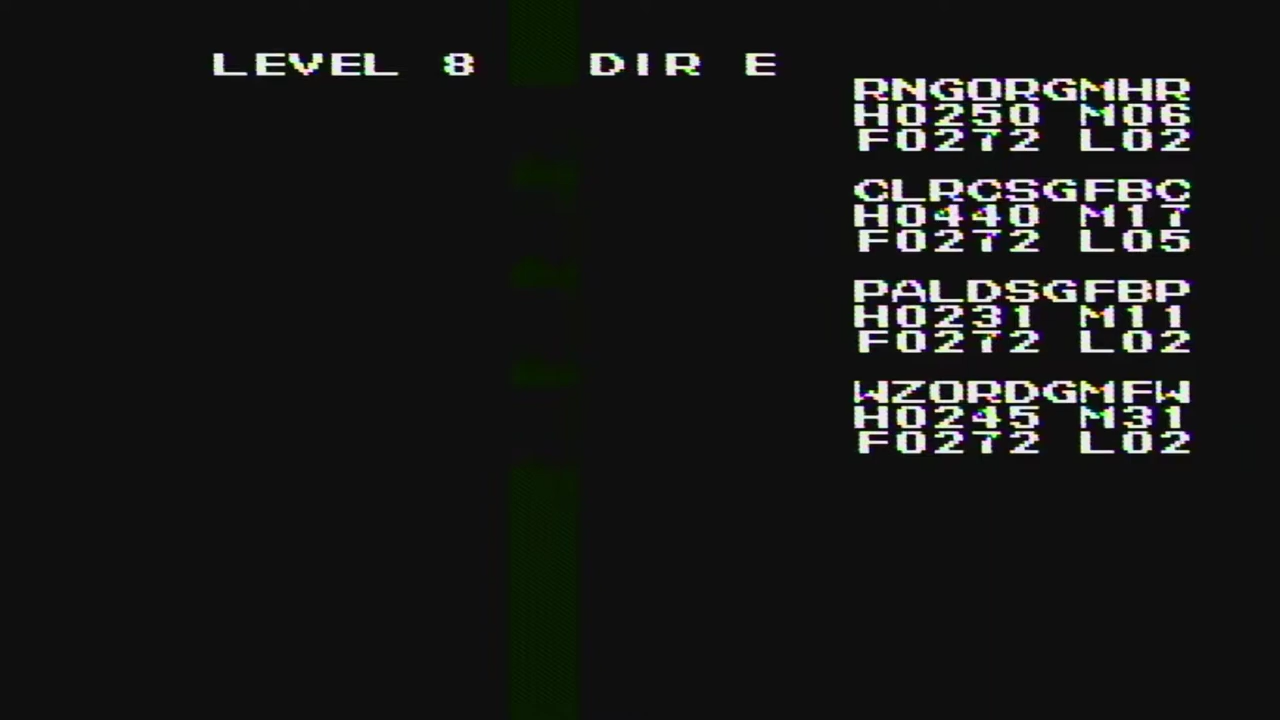 LEVEL 8 DIR E
RNGORGMHR
H0250 M06
F0272 L02
CLRCSGFBC
H0440 M17
F0272 L05
PALDSGFBP
H0231 M11
F0272 L02
WZORDGMFW
H0245 M31
F0272 L02